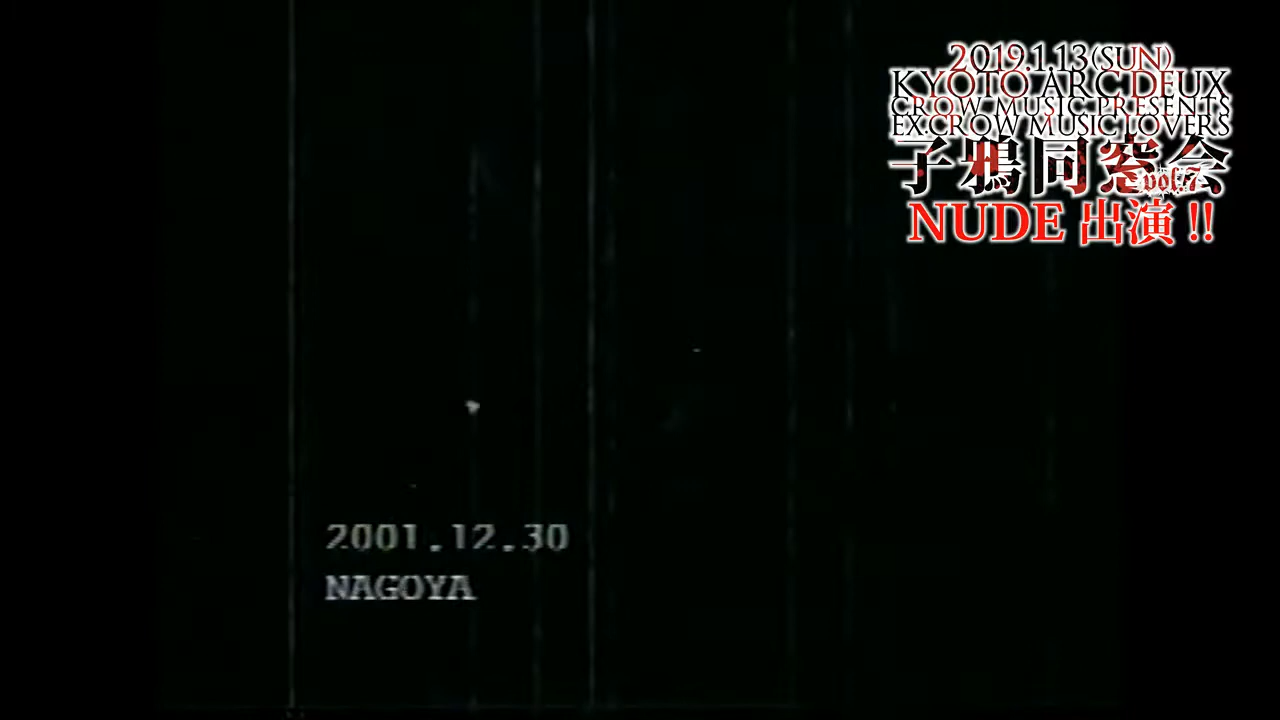 2019.1.13(SUN)
KYOTO ARC DEUX
CROW MUSIC PRESENTS
EX.CROW MUSIC LOVERS
子鴉同窓会
vol.7
NUDE 出演 !!
2001.12.30
NAGOYA